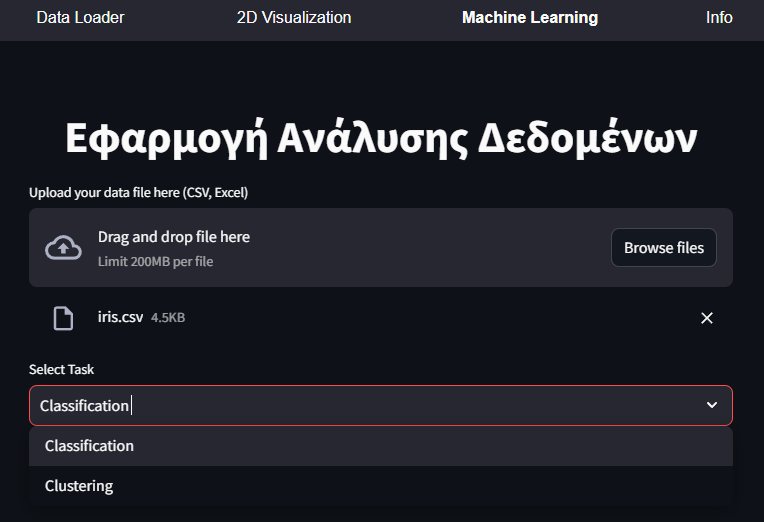 Data Loader 2D Visualization Machine Learning Info
Εφαρμογή Ανάλυσης Δεδομένων
Upload your data file here (CSV, Excel)
Drag and drop file here
Limit 200MB per file
Browse files
iris.csv 4.5KB
Select Task
Classification
Classification
Clustering